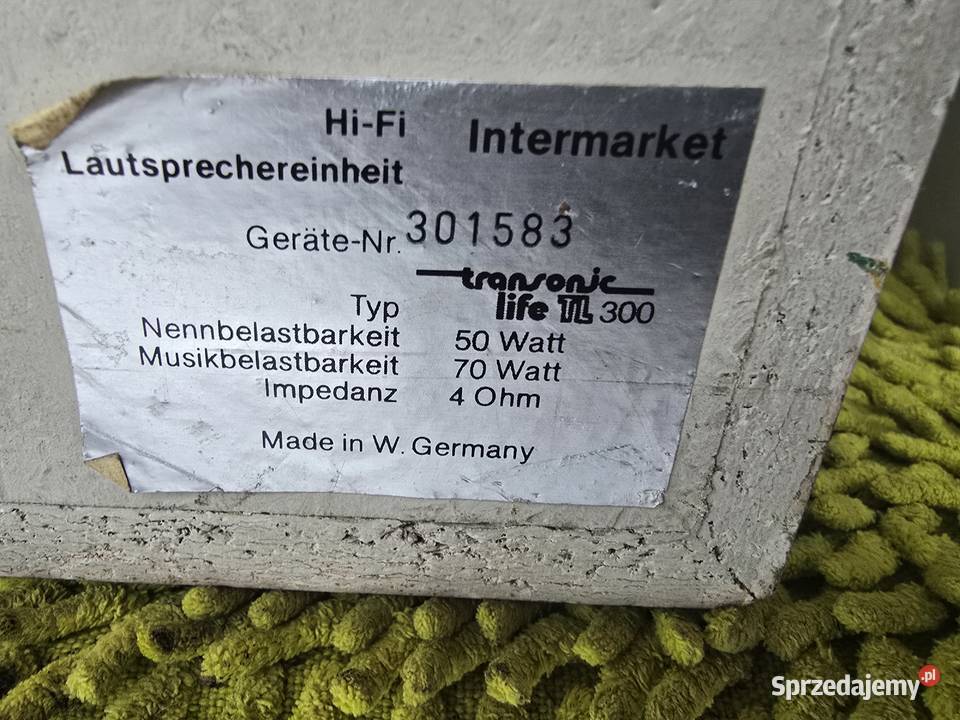 Hi-Fi Intermarket
Lautsprechereinheit
Geräte-Nr. 301583
transonic
Typ life TL 300
Nennbelastbarkeit 50 Watt
Musikbelastbarkeit 70 Watt
Impedanz 4 Ohm
Made in W. Germany
Sprzedajemy.pl